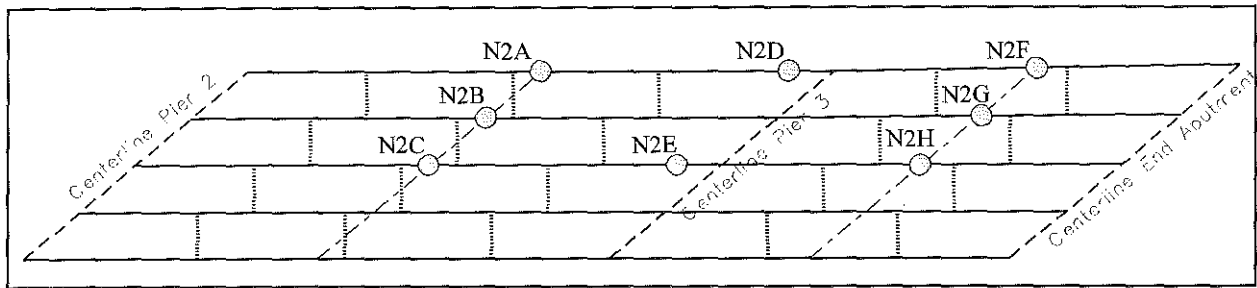 N2A
N2D
N2F
N2B
N2G
N2C
N2E
N2H
Centerline Pier 2
Centerline Pier 3
Centerline End Abutment